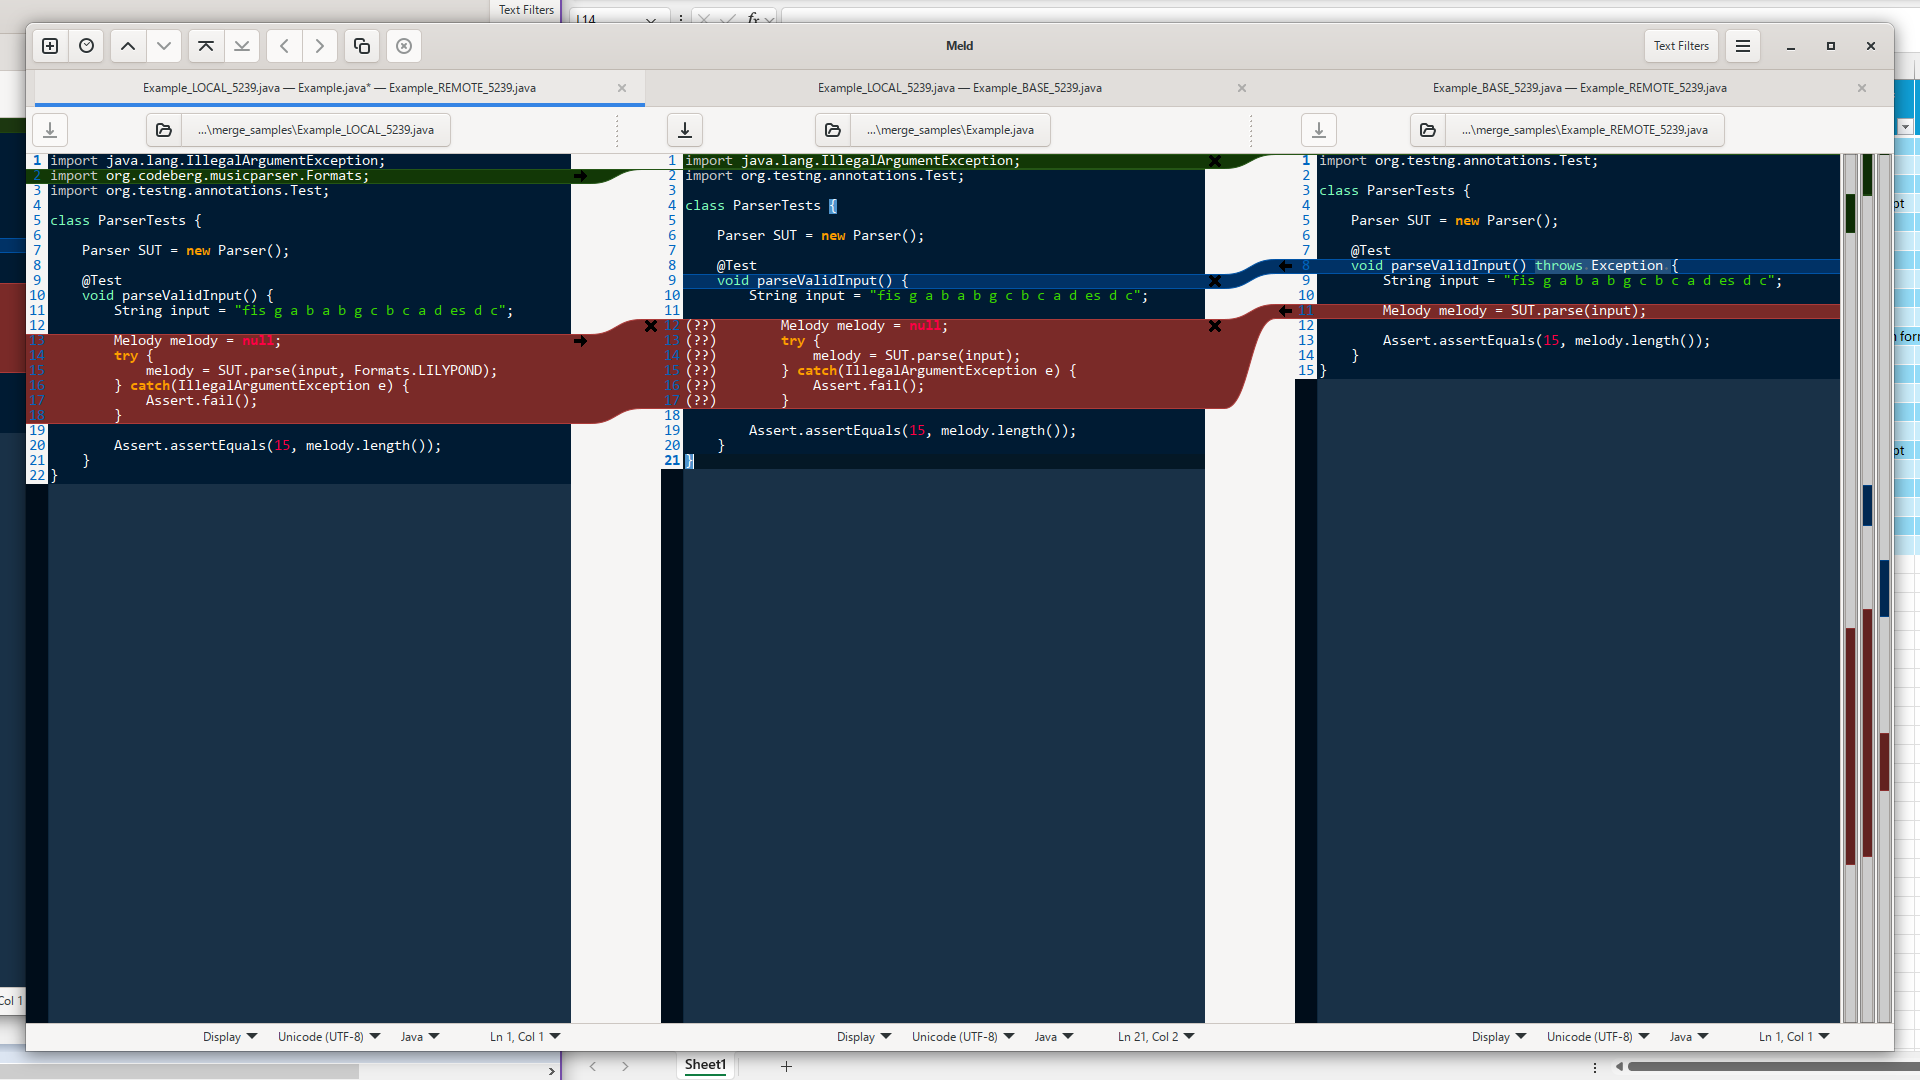 Text Filters
L14
fx
Meld
Text Filters
Example_LOCAL_5239.java — Example.java* — Example_REMOTE_5239.java
Example_LOCAL_5239.java — Example_BASE_5239.java
Example_BASE_5239.java — Example_REMOTE_5239.java
...\merge_samples\Example_LOCAL_5239.java
...\merge_samples\Example.java
...\merge_samples\Example_REMOTE_5239.java
1 import java.lang.IllegalArgumentException;
2 import org.codeberg.musicparser.Formats;
3 import org.testng.annotations.Test;
4
5 class ParserTests {
6
7     Parser SUT = new Parser();
8
9     @Test
10     void parseValidInput() {
11         String input = "fis g a b a b g c b c a d es d c";
12
13         Melody melody = null;
14         try {
15             melody = SUT.parse(input, Formats.LILYPOND);
16         } catch(IllegalArgumentException e) {
17             Assert.fail();
18         }
19
20         Assert.assertEquals(15, melody.length());
21     }
22 }
1 import java.lang.IllegalArgumentException;
2 import org.testng.annotations.Test;
3
4 class ParserTests {
5
6     Parser SUT = new Parser();
7
8     @Test
9     void parseValidInput() {
10         String input = "fis g a b a b g c b c a d es d c";
11
12 (??)        Melody melody = null;
13 (??)        try {
14 (??)            melody = SUT.parse(input);
15 (??)        } catch(IllegalArgumentException e) {
16 (??)            Assert.fail();
17 (??)        }
18
19         Assert.assertEquals(15, melody.length());
20     }
21 }
1 import org.testng.annotations.Test;
2
3 class ParserTests {
4
5     Parser SUT = new Parser();
6
7     @Test
8     void parseValidInput() throws Exception {
9         String input = "fis g a b a b g c b c a d es d c";
10
11         Melody melody = SUT.parse(input);
12
13         Assert.assertEquals(15, melody.length());
14     }
15 }
pt
n for
pt
Col 1
Display Unicode (UTF-8) Java Ln 1, Col 1
Display Unicode (UTF-8) Java Ln 21, Col 2
Display Unicode (UTF-8) Java Ln 1, Col 1
Sheet1